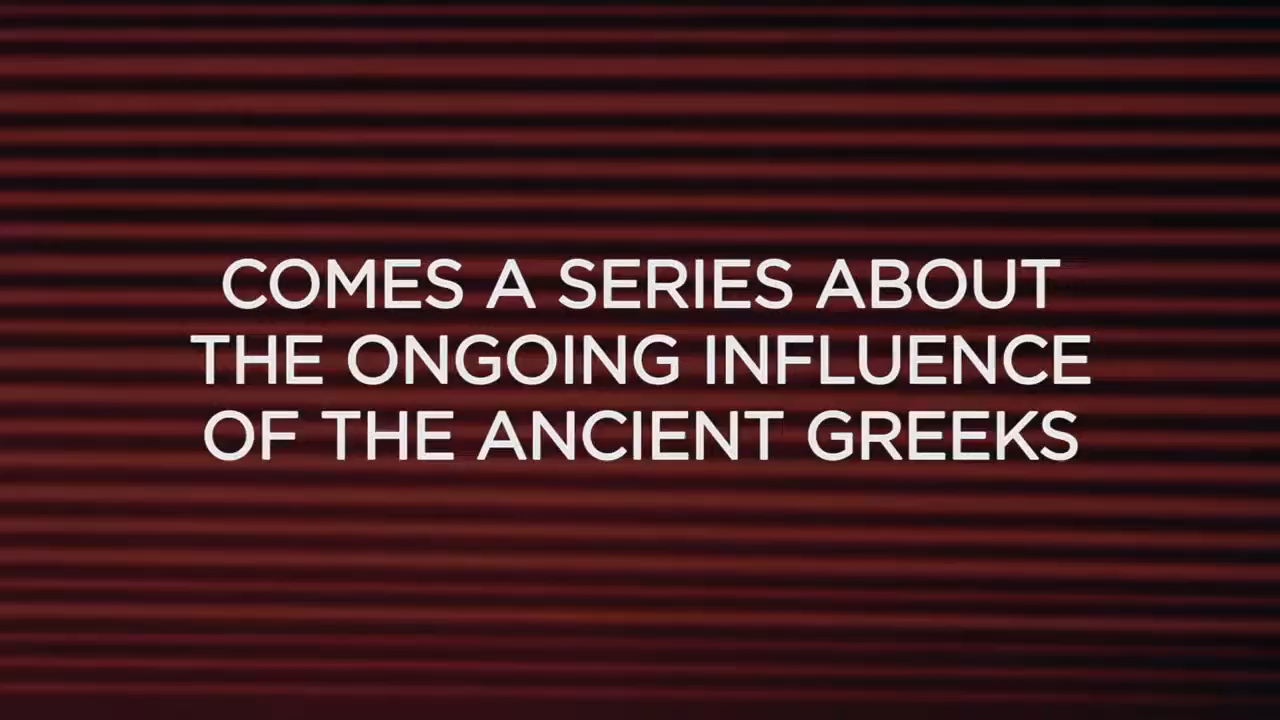 COMES A SERIES ABOUT
THE ONGOING INFLUENCE
OF THE ANCIENT GREEKS